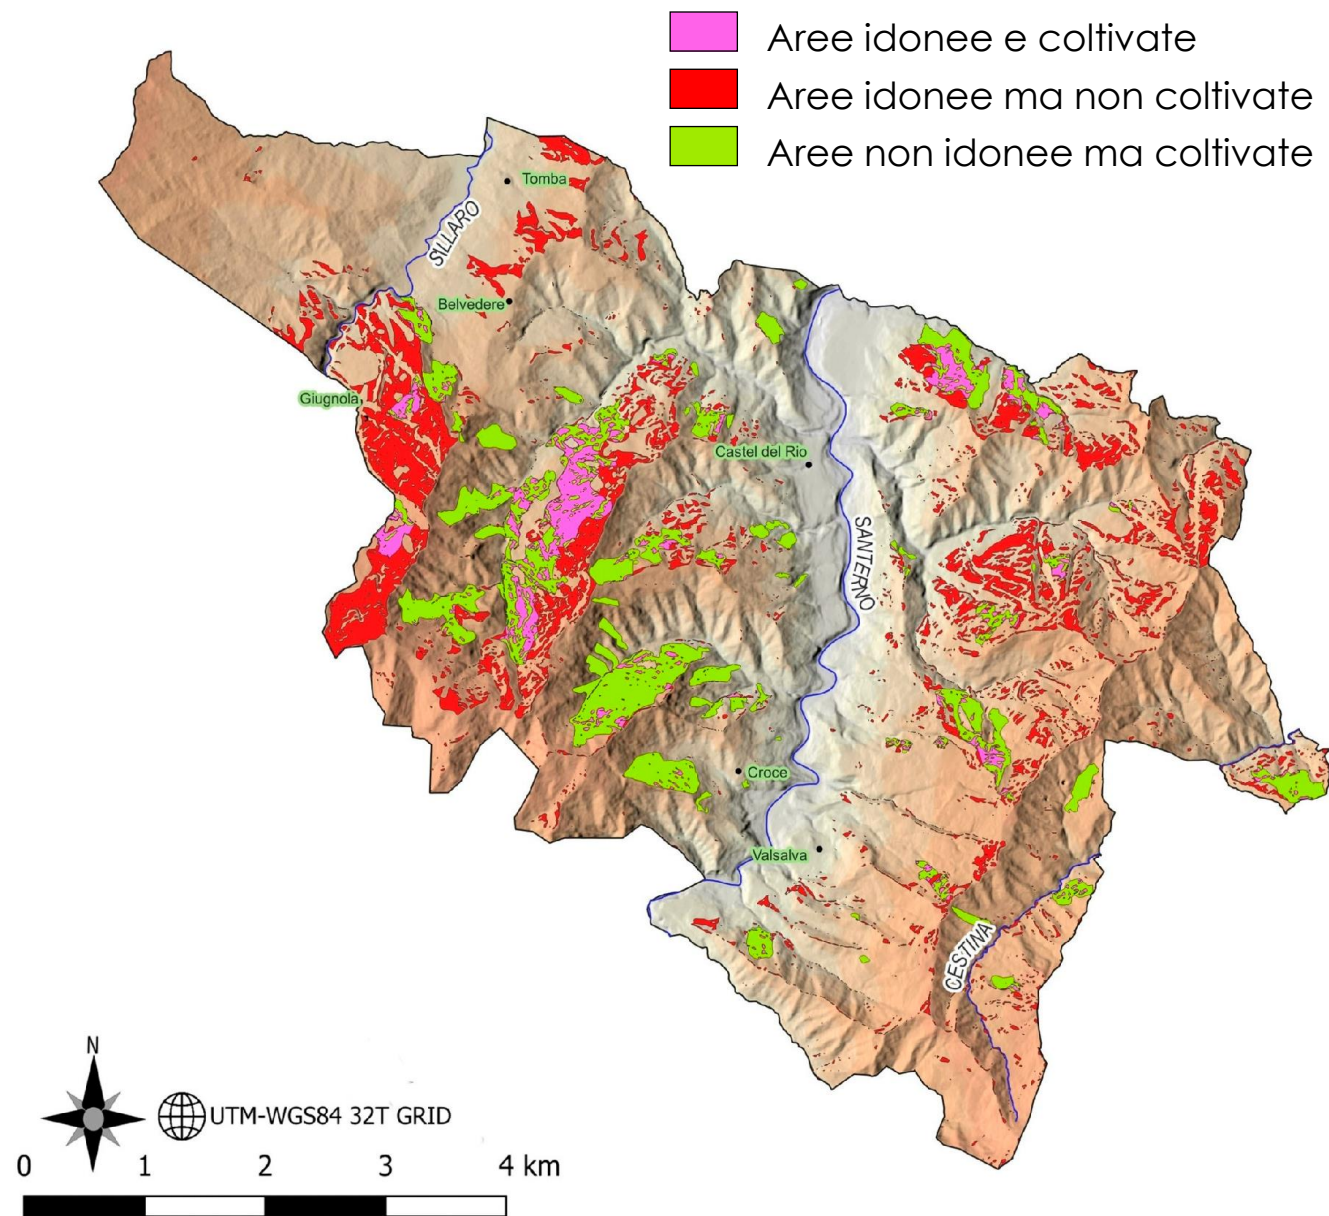 Aree idonee e coltivate
Aree idonee ma non coltivate
Aree non idonee ma coltivate
Tomba
SILLARO
Belvedere
Giugnola
Castel del Rio
SANTERNO
Croce
Valsalva
CESTINA
N
UTM-WGS84 32T GRID
0 1 2 3 4 km